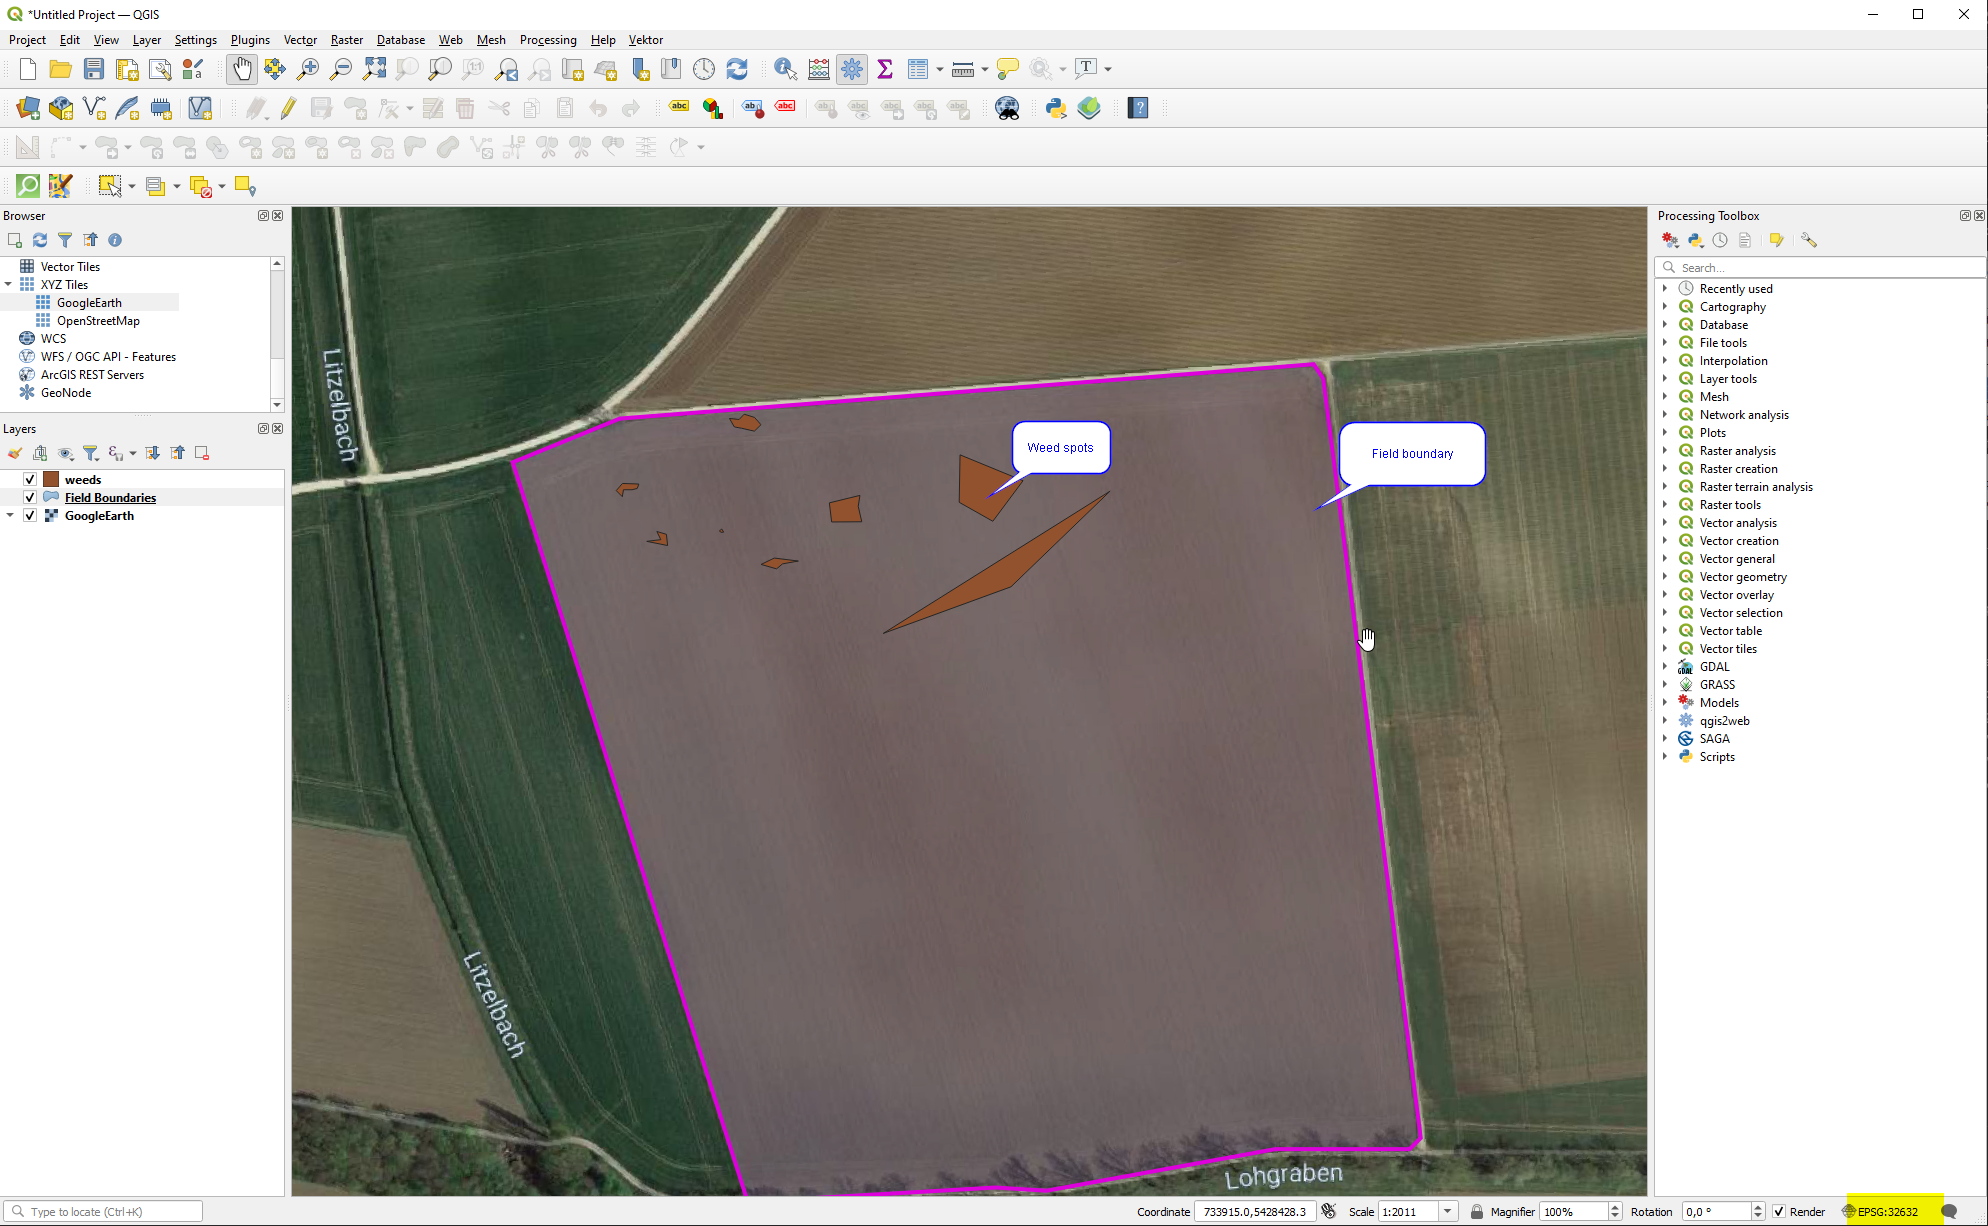 *Untitled Project — QGIS
Project Edit View Layer Settings Plugins Vector Raster Database Web Mesh Processing Help Vektor
Browser
Vector Tiles
XYZ Tiles
GoogleEarth
OpenStreetMap
WCS
WFS / OGC API - Features
ArcGIS REST Servers
GeoNode
Layers
weeds
Field Boundaries
GoogleEarth
Litzelbach
Litzelbach
Weed spots
Field boundary
Lohgraben
Processing Toolbox
Search...
Recently used
Cartography
Database
File tools
Interpolation
Layer tools
Mesh
Network analysis
Plots
Raster analysis
Raster creation
Raster terrain analysis
Raster tools
Vector analysis
Vector creation
Vector general
Vector geometry
Vector overlay
Vector selection
Vector table
Vector tiles
GDAL
GRASS
Models
qgis2web
SAGA
Scripts
Type to locate (Ctrl+K) Coordinate 733915.0,5428428.3 Scale 1:2011 Magnifier 100% Rotation 0,0 ° Render EPSG:32632